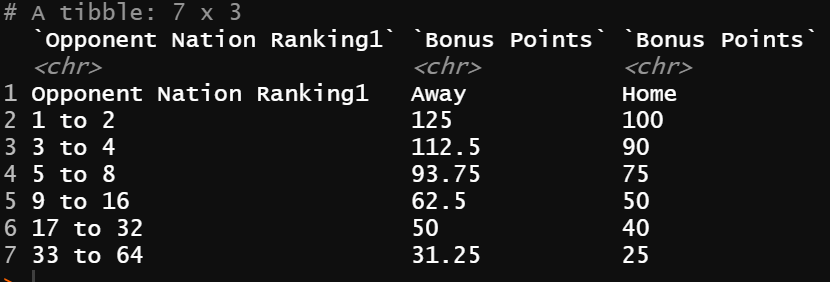 # A tibble: 7 x 3
`Opponent Nation Ranking1` `Bonus Points` `Bonus Points`
<chr> <chr> <chr>
1 Opponent Nation Ranking1 Away Home
2 1 to 2 125 100
3 3 to 4 112.5 90
4 5 to 8 93.75 75
5 9 to 16 62.5 50
6 17 to 32 50 40
7 33 to 64 31.25 25
>